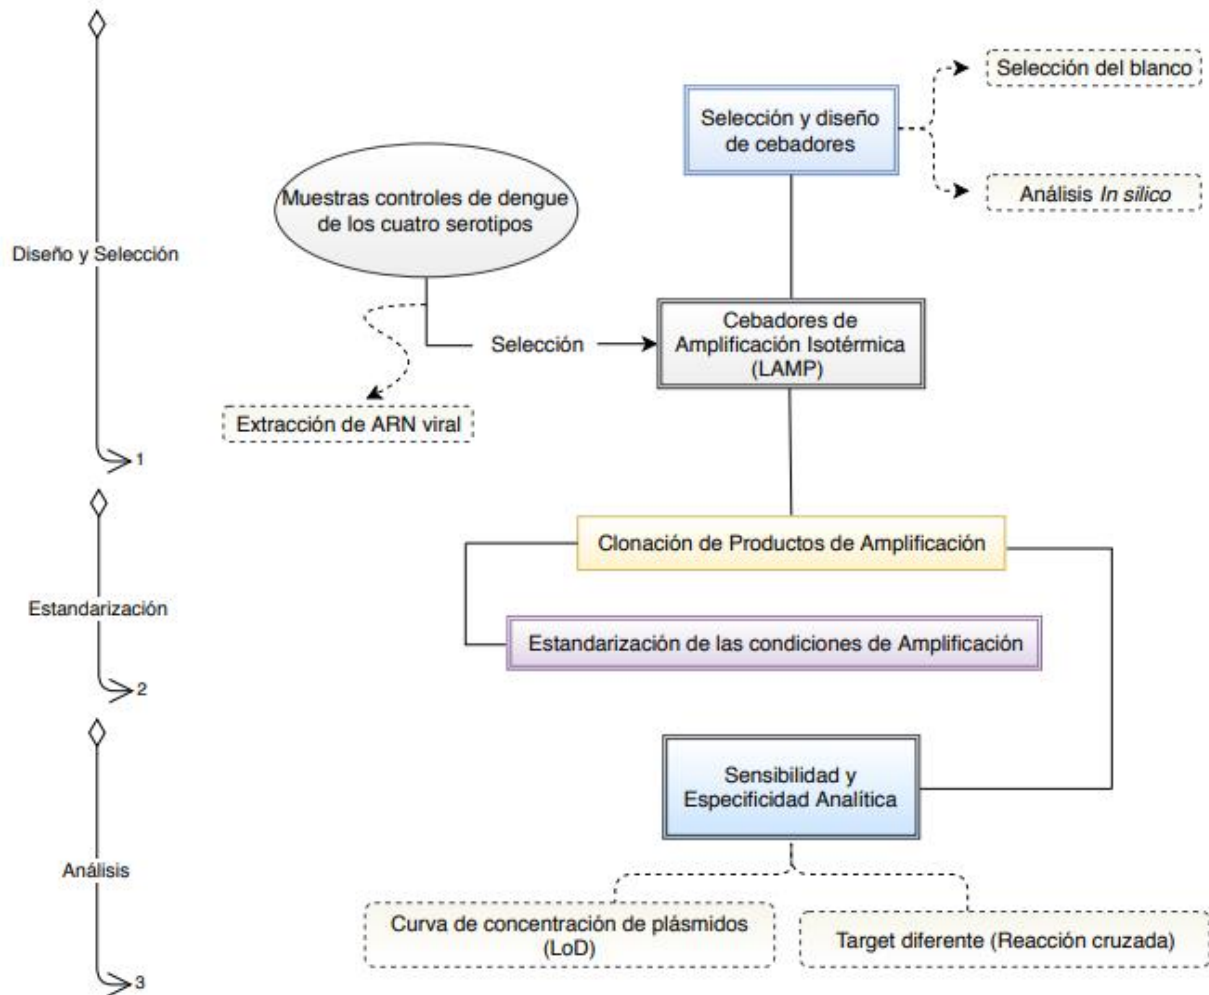 Selección del blanco
Selección y diseño
de cebadores
Análisis In silico
Muestras controles de dengue
de los cuatro serotipos
Diseño y Selección
Cebadores de
Amplificación Isotérmica
(LAMP)
Selección
Extracción de ARN viral
1
Clonación de Productos de Amplificación
Estandarización
Estandarización de las condiciones de Amplificación
2
Sensibilidad y
Especificidad Analítica
Análisis
Curva de concentración de plásmidos
(LoD)
Target diferente (Reacción cruzada)
3